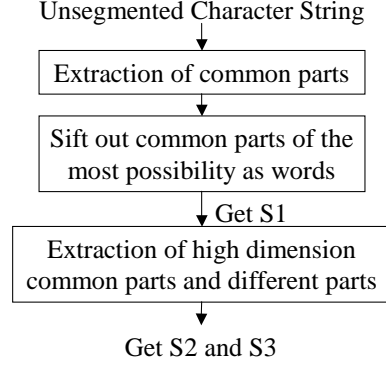 Unsegmented Character String
Extraction of common parts
Sift out common parts of the
most possibility as words
Get S1
Extraction of high dimension
common parts and different parts
Get S2 and S3